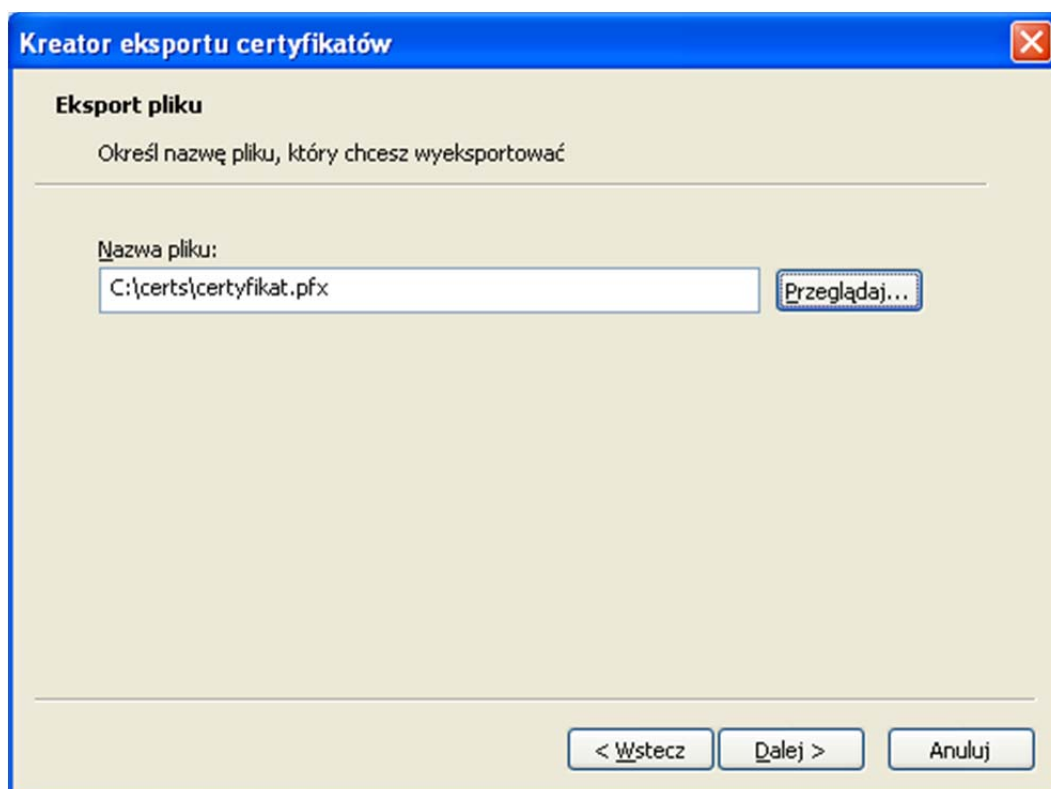 Kreator eksportu certyfikatów
Eksport pliku
Określ nazwę pliku, który chcesz wyeksportować
Nazwa pliku:
C:\certs\certyfikat.pfx
Przeglądaj...
< Wstecz
Dalej >
Anuluj